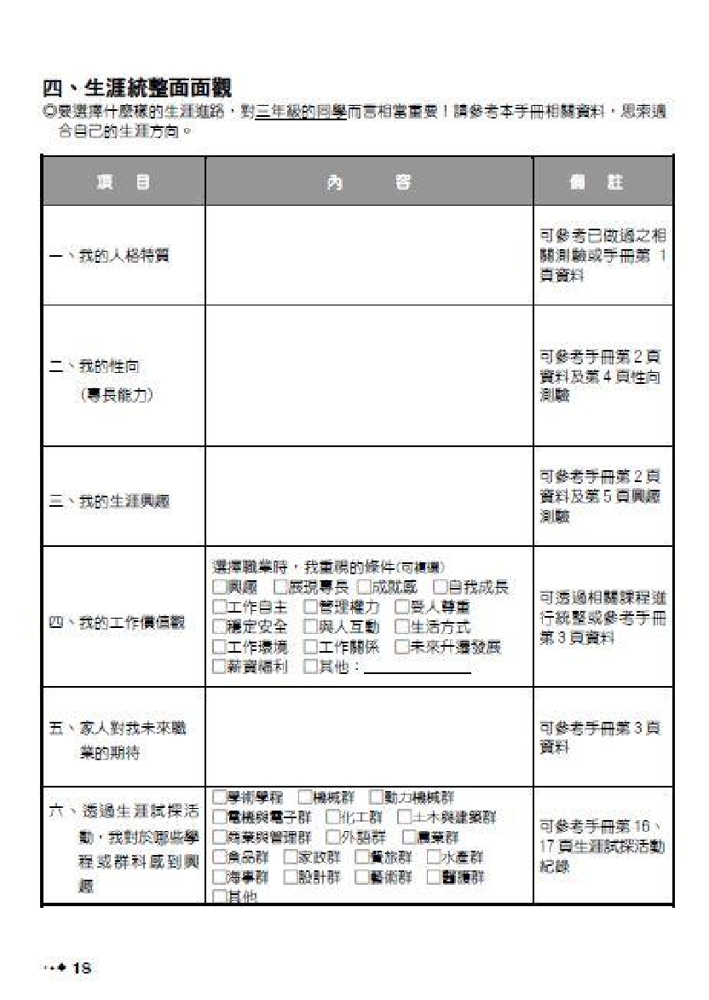 四、生涯統整面面觀
◎要選擇什麼樣的生涯進路，對三年級的同學而言相當重要！請參考本手冊相關資料，思索適
合自己的生涯方向。
項 目
內 容
備 註
一、我的人格特質
可參考已做過之相
關測驗或手冊第 1
頁資料
二、我的性向
（專長能力）
可參考手冊第 2 頁
資料及第 4 頁性向
測驗
三、我的生涯興趣
可參考手冊第 2 頁
資料及第 5 頁興趣
測驗
四、我的工作價值觀
選擇職業時，我重視的條件(可複選)
□興趣 □展現專長 □成就感 □自我成長
□工作自主 □管理權力 □受人尊重
□穩定安全 □與人互動 □生活方式
□工作環境 □工作關係 □未來升遷發展
□薪資福利 □其他：
可透過相關課程進
行統整或參考手冊
第 3 頁資料
五、家人對我未來職
業的期待
可參考手冊第 3 頁
資料
六、透過生涯試探活
動，我對於哪些學
程或群科感到興
趣
□學術學程 □機械群 □動力機械群
□電機與電子群 □化工群 □土木與建築群
□商業與管理群 □外語群 □農業群
□食品群 □家政群 □餐旅群 □水產群
□海事群 □設計群 □藝術群 □醫護群
□其他
可參考手冊第 16、
17 頁生涯試探活動
紀錄
18